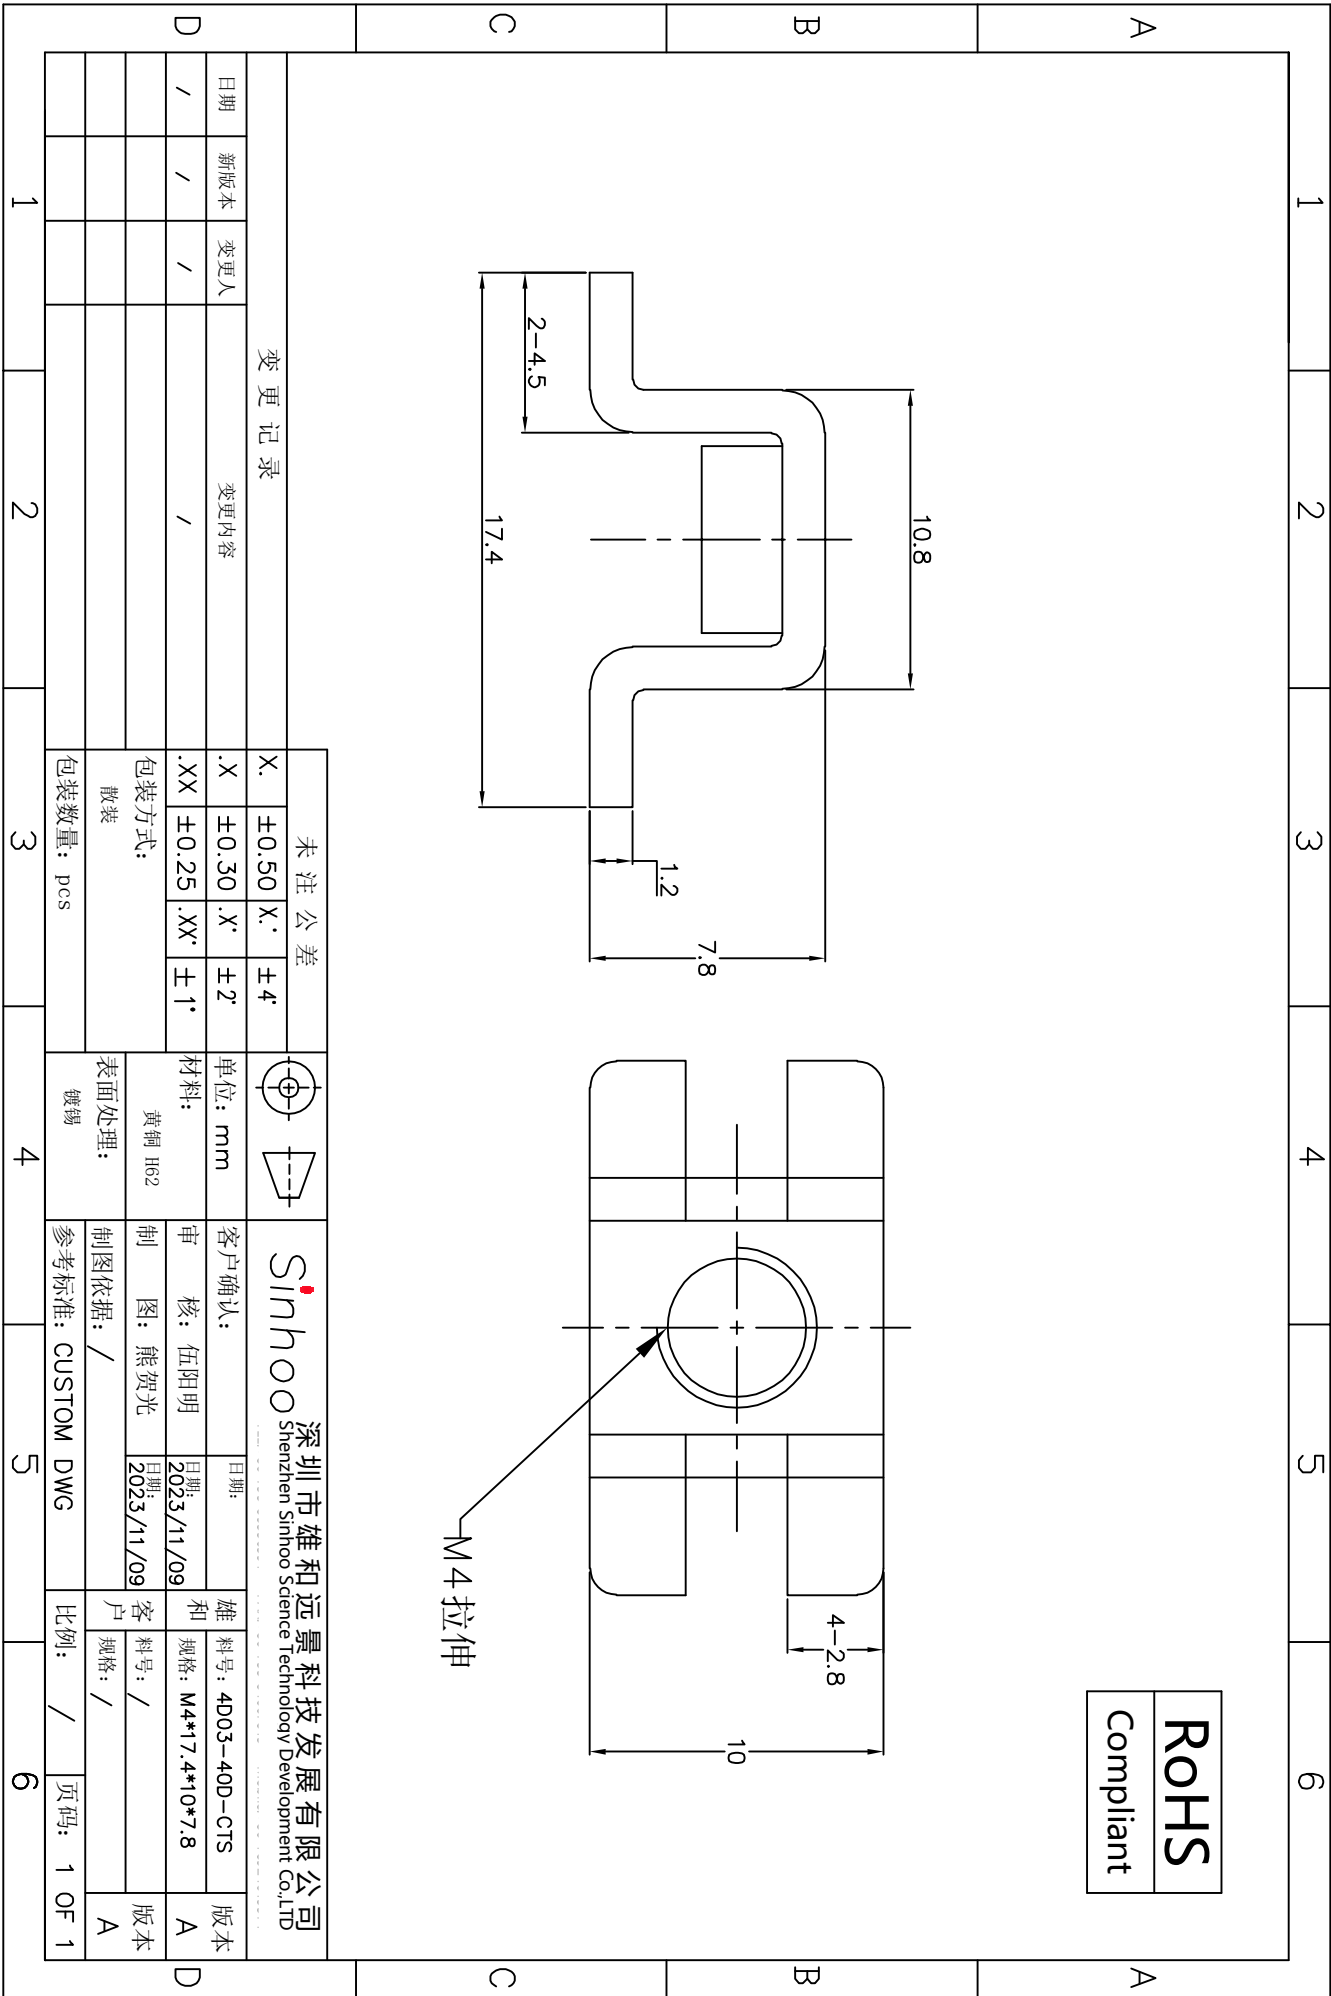 1 2 3 4 5 6
A
B
C
D
A
B
C
D
RoHS
Compliant
10.8
2-4.5
17.4
1.2
7.8
4-2.8
10
M4拉伸
变更记录
日期 新版本 变更人 变更内容
/ / / /
未注公差
X. ±0.50 X.° ±4°
.X ±0.30 .X° ±2°
.XX ±0.25 .XX° ±1°
包装方式:
散装
包装数量: pcs
单位: mm
材料:
黄铜 H62
表面处理:
镀锡
Sinhoo
深圳市雄和远景科技发展有限公司
Shenzhen Sinhoo Science Technology Development Co.,LTD
客户确认: 日期:
审 核: 伍阳明 日期: 2023/11/09
制 图: 熊贺光 日期: 2023/11/09
制图依据: /
参考标准: CUSTOM DWG
雄和 料号: 4D03-40D-CTS 版本
规格: M4*17.4*10*7.8 A
客户 料号: / 版本
规格: / A
比例: / 页码: 1 OF 1
1 2 3 4 5 6